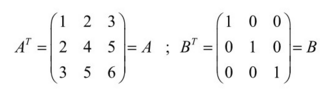 A^T = (1 2 3
2 4 5
3 5 6) = A ; B^T = (1 0 0
0 1 0
0 0 1) = B